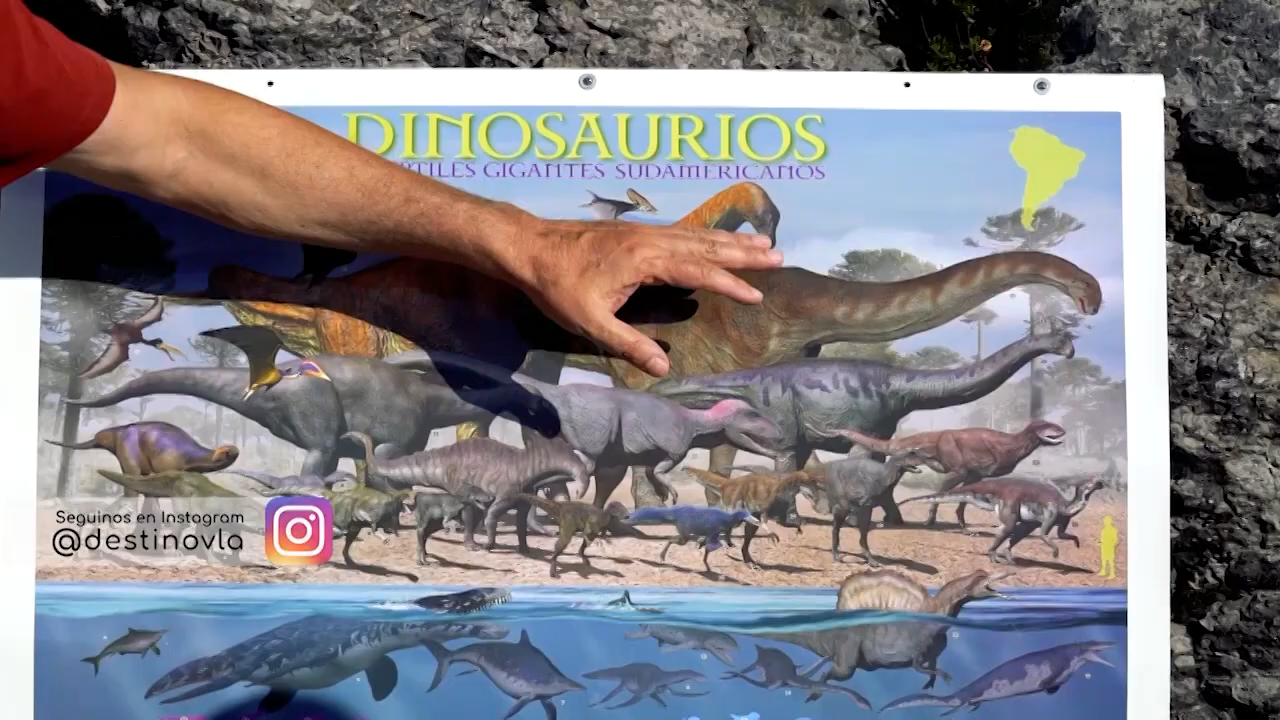 DINOSAURIOS
TILES GIGANTES SUDAMERICANOS
Seguinos en Instagram
@destinovla